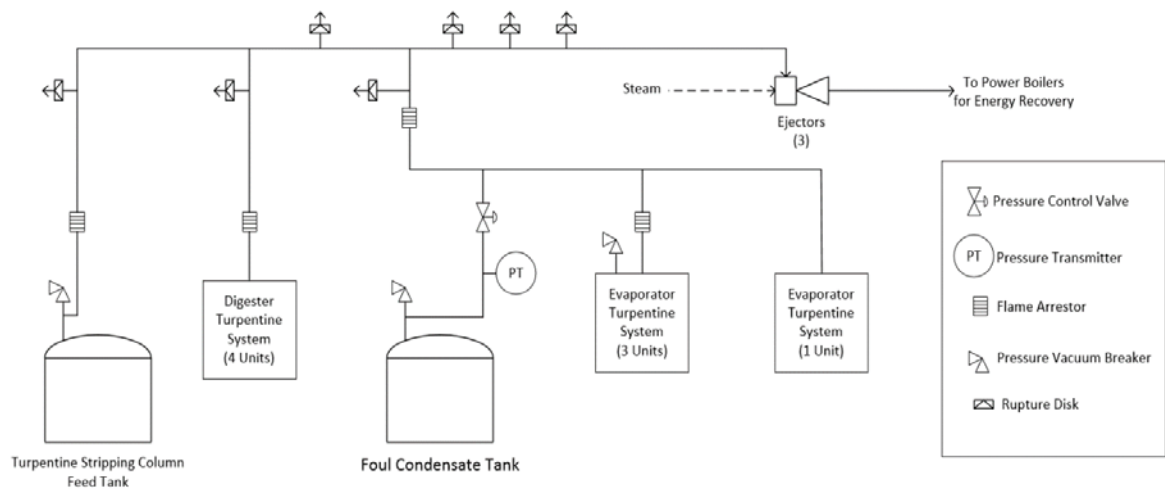 Steam
Ejectors
(3)
To Power Boilers
for Energy Recovery
Pressure Control Valve
PT
Pressure Transmitter
Flame Arrestor
Pressure Vacuum Breaker
Rupture Disk
PT
Digester
Turpentine
System
(4 Units)
Evaporator
Turpentine
System
(3 Units)
Evaporator
Turpentine
System
(1 Unit)
Turpentine Stripping Column
Feed Tank
Foul Condensate Tank